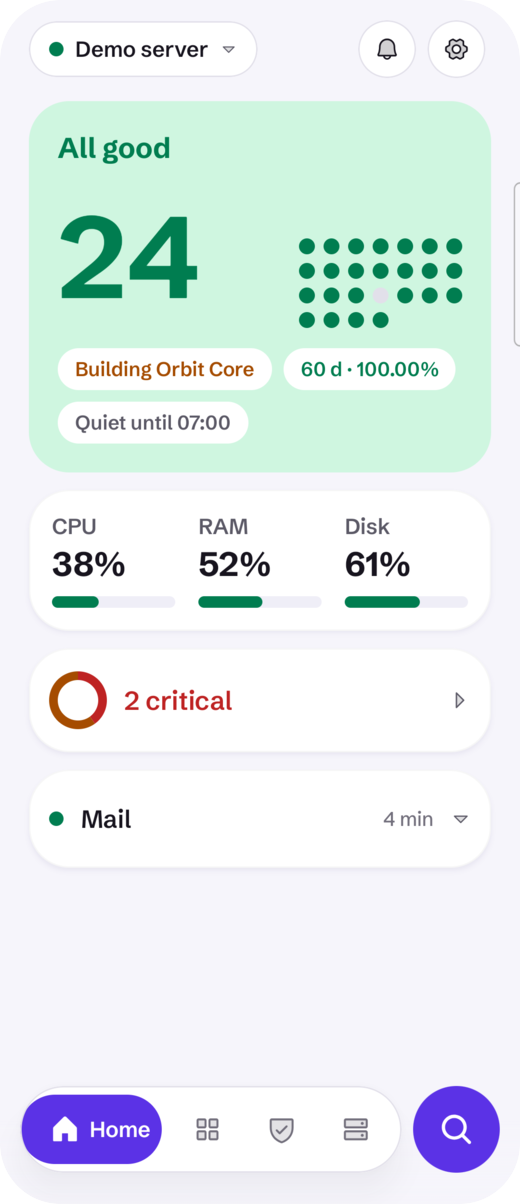 Demo server
All good
24
Building Orbit Core
60 d · 100.00%
Quiet until 07:00
CPU RAM Disk
38% 52% 61%
2 critical
Mail 4 min
Home